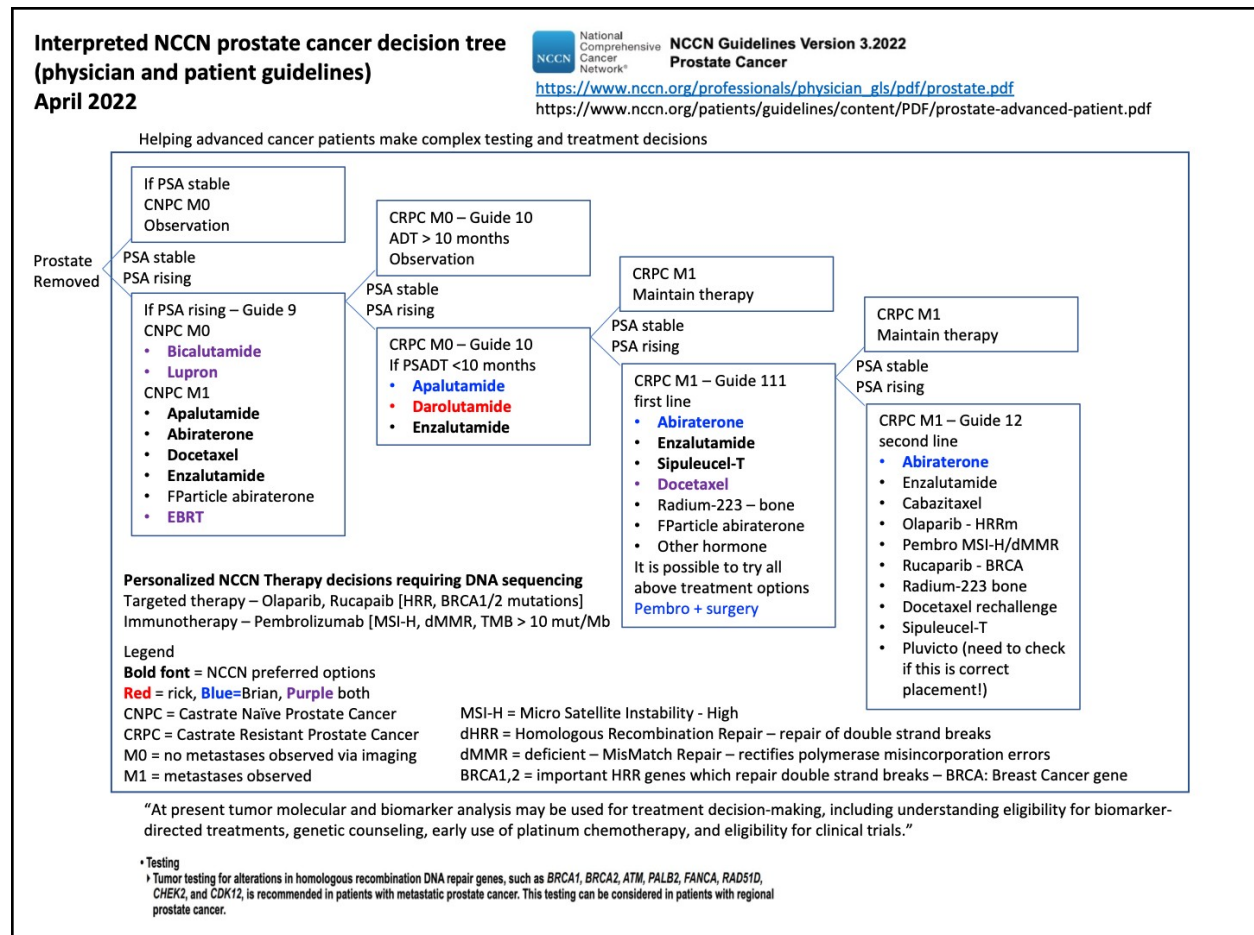 Interpreted NCCN prostate cancer decision tree
(physician and patient guidelines)
April 2022
NCCN
National
Comprehensive
Cancer
Network®
NCCN Guidelines Version 3.2022
Prostate Cancer
https://www.nccn.org/professionals/physician_gls/pdf/prostate.pdf
https://www.nccn.org/patients/guidelines/content/PDF/prostate-advanced-patient.pdf
Helping advanced cancer patients make complex testing and treatment decisions
Prostate
Removed
If PSA stable
CNPC M0
Observation
PSA stable
PSA rising
If PSA rising – Guide 9
CNPC M0
• Bicalutamide
• Lupron
CNPC M1
• Apalutamide
• Abiraterone
• Docetaxel
• Enzalutamide
• FParticle abiraterone
• EBRT
CRPC M0 – Guide 10
ADT > 10 months
Observation
PSA stable
PSA rising
CRPC M0 – Guide 10
If PSADT <10 months
• Apalutamide
• Darolutamide
• Enzalutamide
CRPC M1
Maintain therapy
PSA stable
PSA rising
CRPC M1 – Guide 111
first line
• Abiraterone
• Enzalutamide
• Sipuleucel-T
• Docetaxel
• Radium-223 – bone
• FParticle abiraterone
• Other hormone
It is possible to try all
above treatment options
Pembro + surgery
CRPC M1
Maintain therapy
PSA stable
PSA rising
CRPC M1 – Guide 12
second line
• Abiraterone
• Enzalutamide
• Cabazitaxel
• Olaparib - HRRm
• Pembro MSI-H/dMMR
• Rucaparib - BRCA
• Radium-223 bone
• Docetaxel rechallenge
• Sipuleucel-T
• Pluvicto (need to check
if this is correct
placement!)
Personalized NCCN Therapy decisions requiring DNA sequencing
Targeted therapy – Olaparib, Rucapaib [HRR, BRCA1/2 mutations]
Immunotherapy – Pembrolizumab [MSI-H, dMMR, TMB > 10 mut/Mb
Legend
Bold font = NCCN preferred options
Red = rick, Blue=Brian, Purple both
CNPC = Castrate Naïve Prostate Cancer
CRPC = Castrate Resistant Prostate Cancer
M0 = no metastases observed via imaging
M1 = metastases observed
MSI-H = Micro Satellite Instability - High
dHRR = Homologous Recombination Repair – repair of double strand breaks
dMMR = deficient – MisMatch Repair – rectifies polymerase misincorporation errors
BRCA1,2 = important HRR genes which repair double strand breaks – BRCA: Breast Cancer gene
“At present tumor molecular and biomarker analysis may be used for treatment decision-making, including understanding eligibility for biomarker-
directed treatments, genetic counseling, early use of platinum chemotherapy, and eligibility for clinical trials.”
• Testing
Tumor testing for alterations in homologous recombination DNA repair genes, such as BRCA1, BRCA2, ATM, PALB2, FANCA, RAD51D,
CHEK2, and CDK12, is recommended in patients with metastatic prostate cancer. This testing can be considered in patients with regional
prostate cancer.